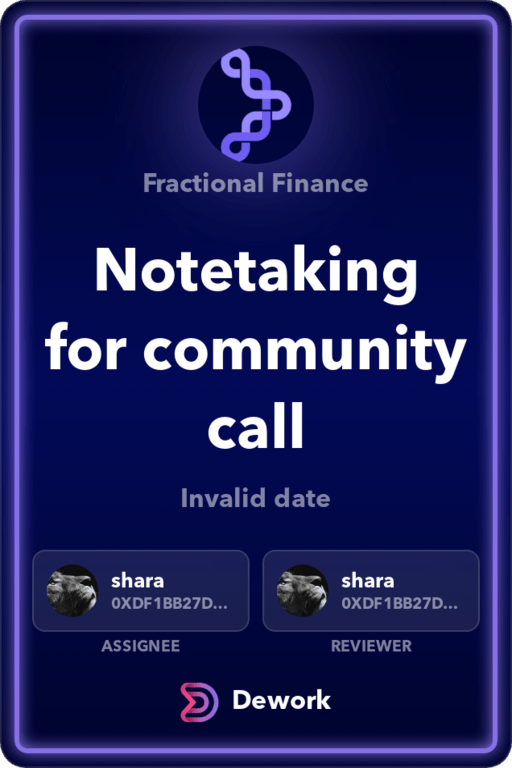 Fractional Finance
Notetaking
for community
call
Invalid date
shara
0XDF1BB27D...
ASSIGNEE
shara
0XDF1BB27D...
REVIEWER
Dework